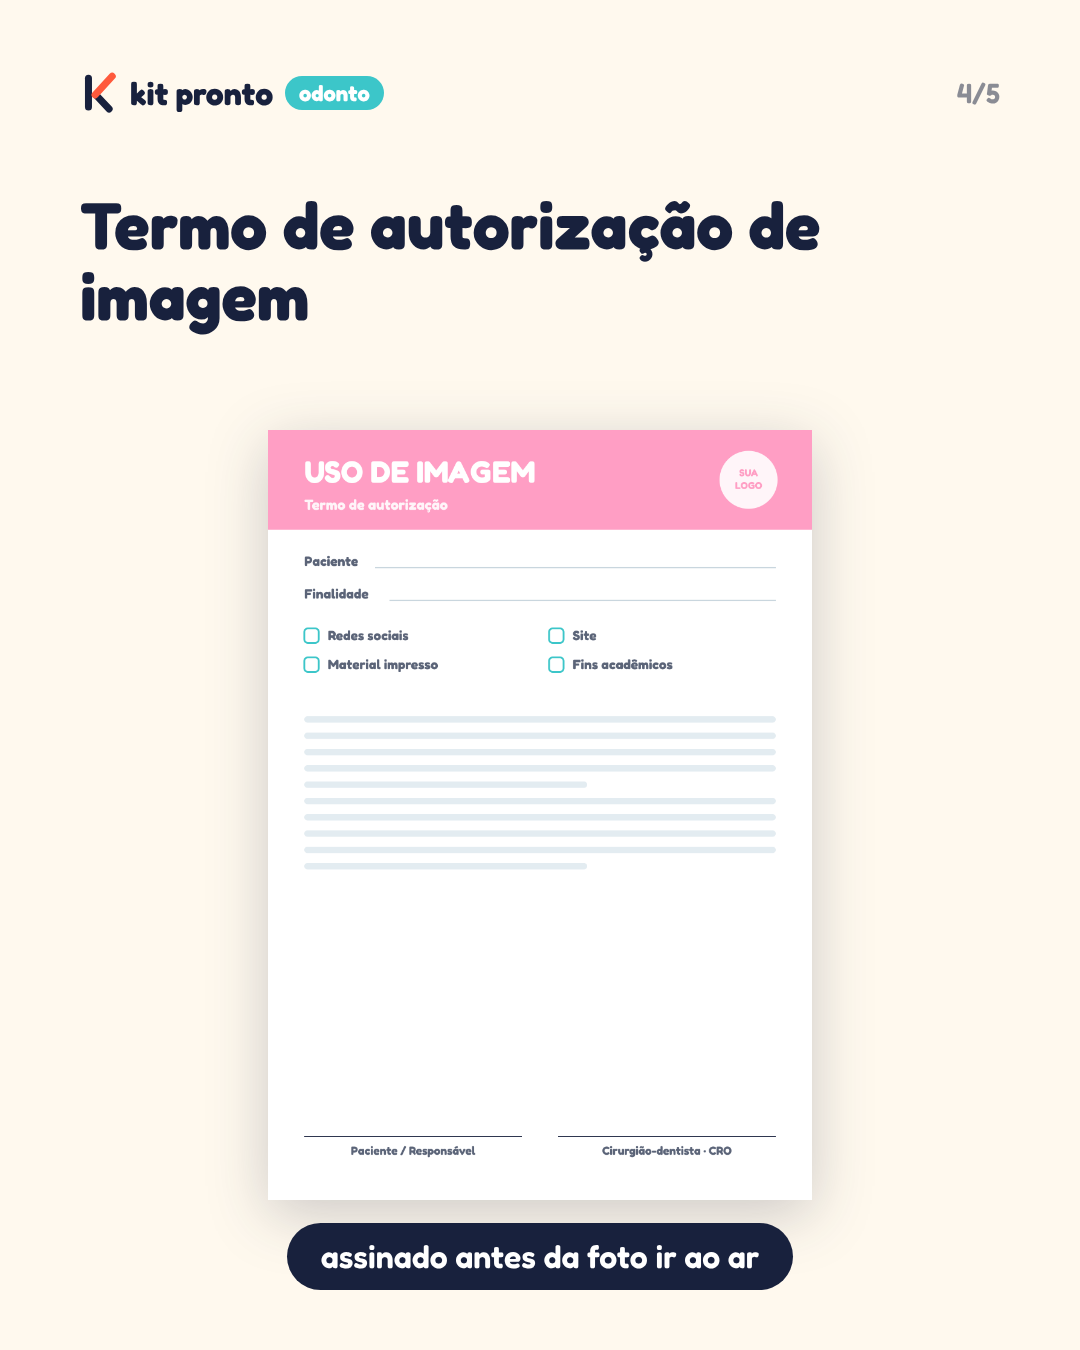 kit pronto odonto
4/5
Termo de autorização de
imagem
USO DE IMAGEM
Termo de autorização
SUA
LOGO
Paciente
Finalidade
Redes sociais
Site
Material impresso
Fins acadêmicos
Paciente / Responsável
Cirurgião-dentista · CRO
assinado antes da foto ir ao ar